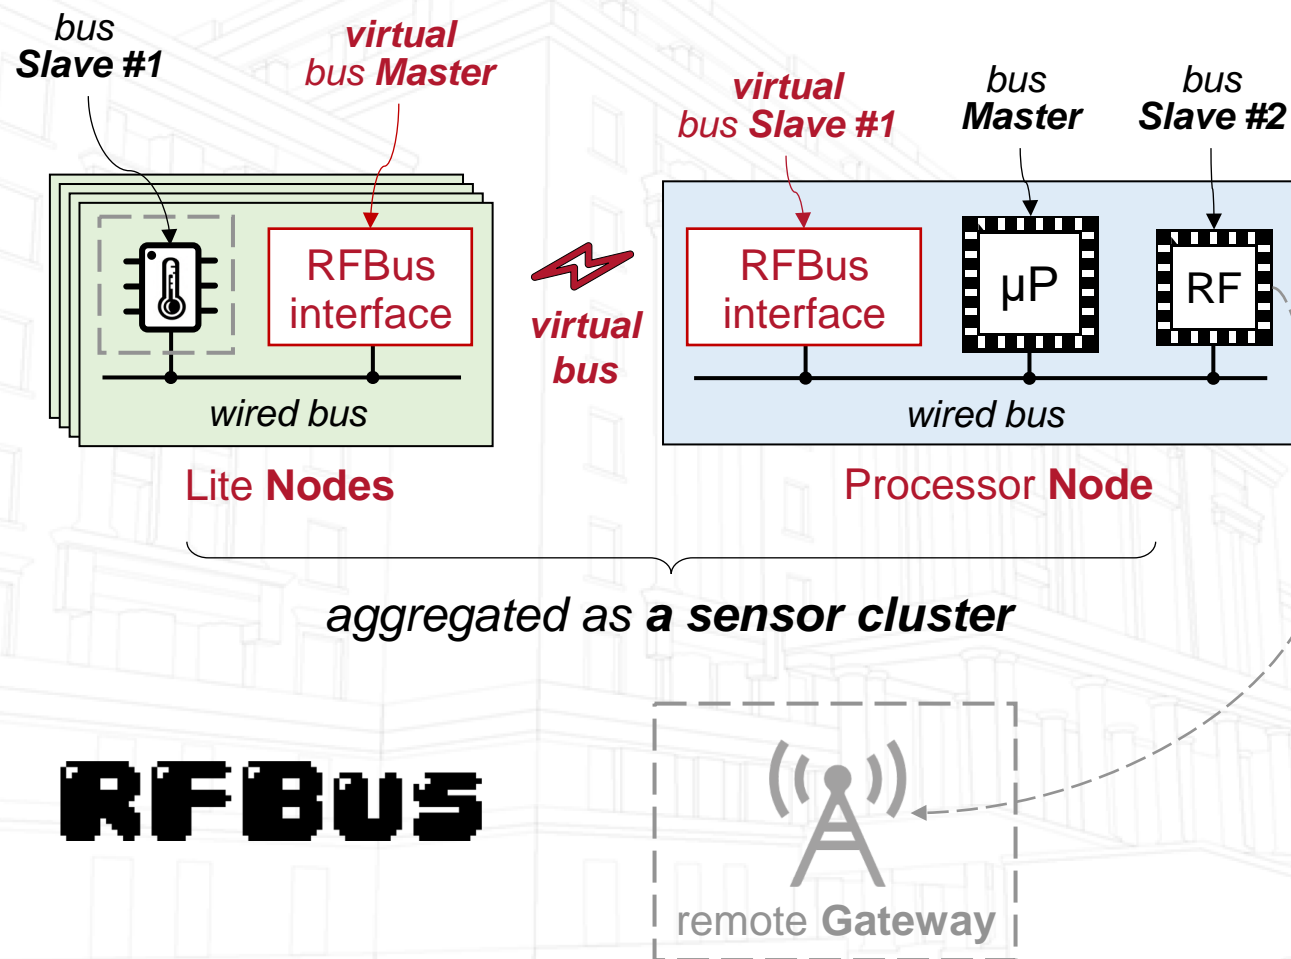 bus
Slave #1
virtual
bus Master
virtual
bus Slave #1
bus
Master
bus
Slave #2
RFBus
interface
virtual
bus
RFBus
interface
µP
RF
wired bus
wired bus
Lite Nodes
Processor Node
aggregated as a sensor cluster
RFBus
remote Gateway